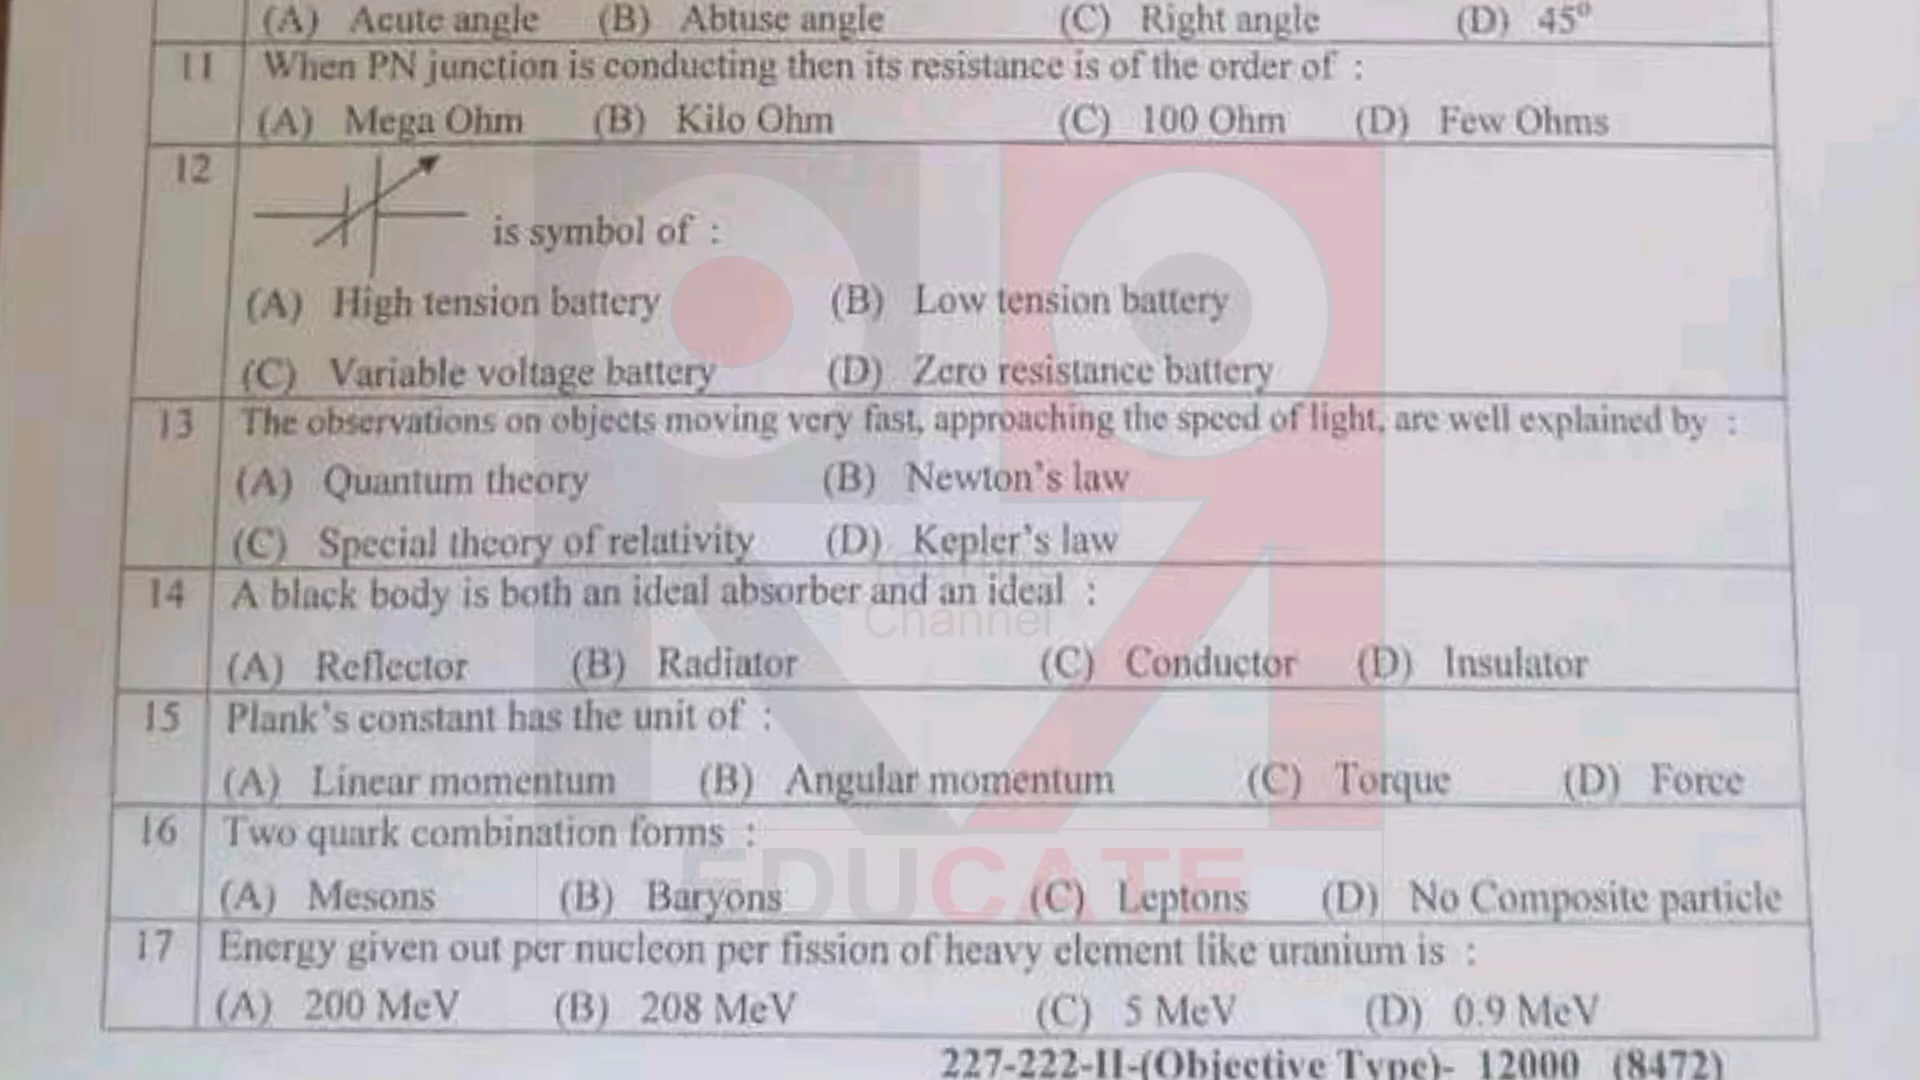 (A) Acute angle (B) Abtuse angle (C) Right angle (D) 45⁰
11 When PN junction is conducting then its resistance is of the order of :
(A) Mega Ohm (B) Kilo Ohm (C) 100 Ohm (D) Few Ohms
12 is symbol of :
(A) High tension battery (B) Low tension battery
(C) Variable voltage battery (D) Zero resistance battery
13 The observations on objects moving very fast, approaching the speed of light, are well explained by :
(A) Quantum theory (B) Newton's law
(C) Special theory of relativity (D) Kepler's law
14 A black body is both an ideal absorber and an ideal :
Channel
(A) Reflector (B) Radiator (C) Conductor (D) Insulator
15 Plank's constant has the unit of :
(A) Linear momentum (B) Angular momentum (C) Torque (D) Force
16 Two quark combination forms :
EDUCATE
(A) Mesons (B) Baryons (C) Leptons (D) No Composite particle
17 Energy given out per nucleon per fission of heavy element like uranium is :
(A) 200 MeV (B) 208 MeV (C) 5 MeV (D) 0.9 MeV
227-222-II-(Objective Type)- 12000 (8472)